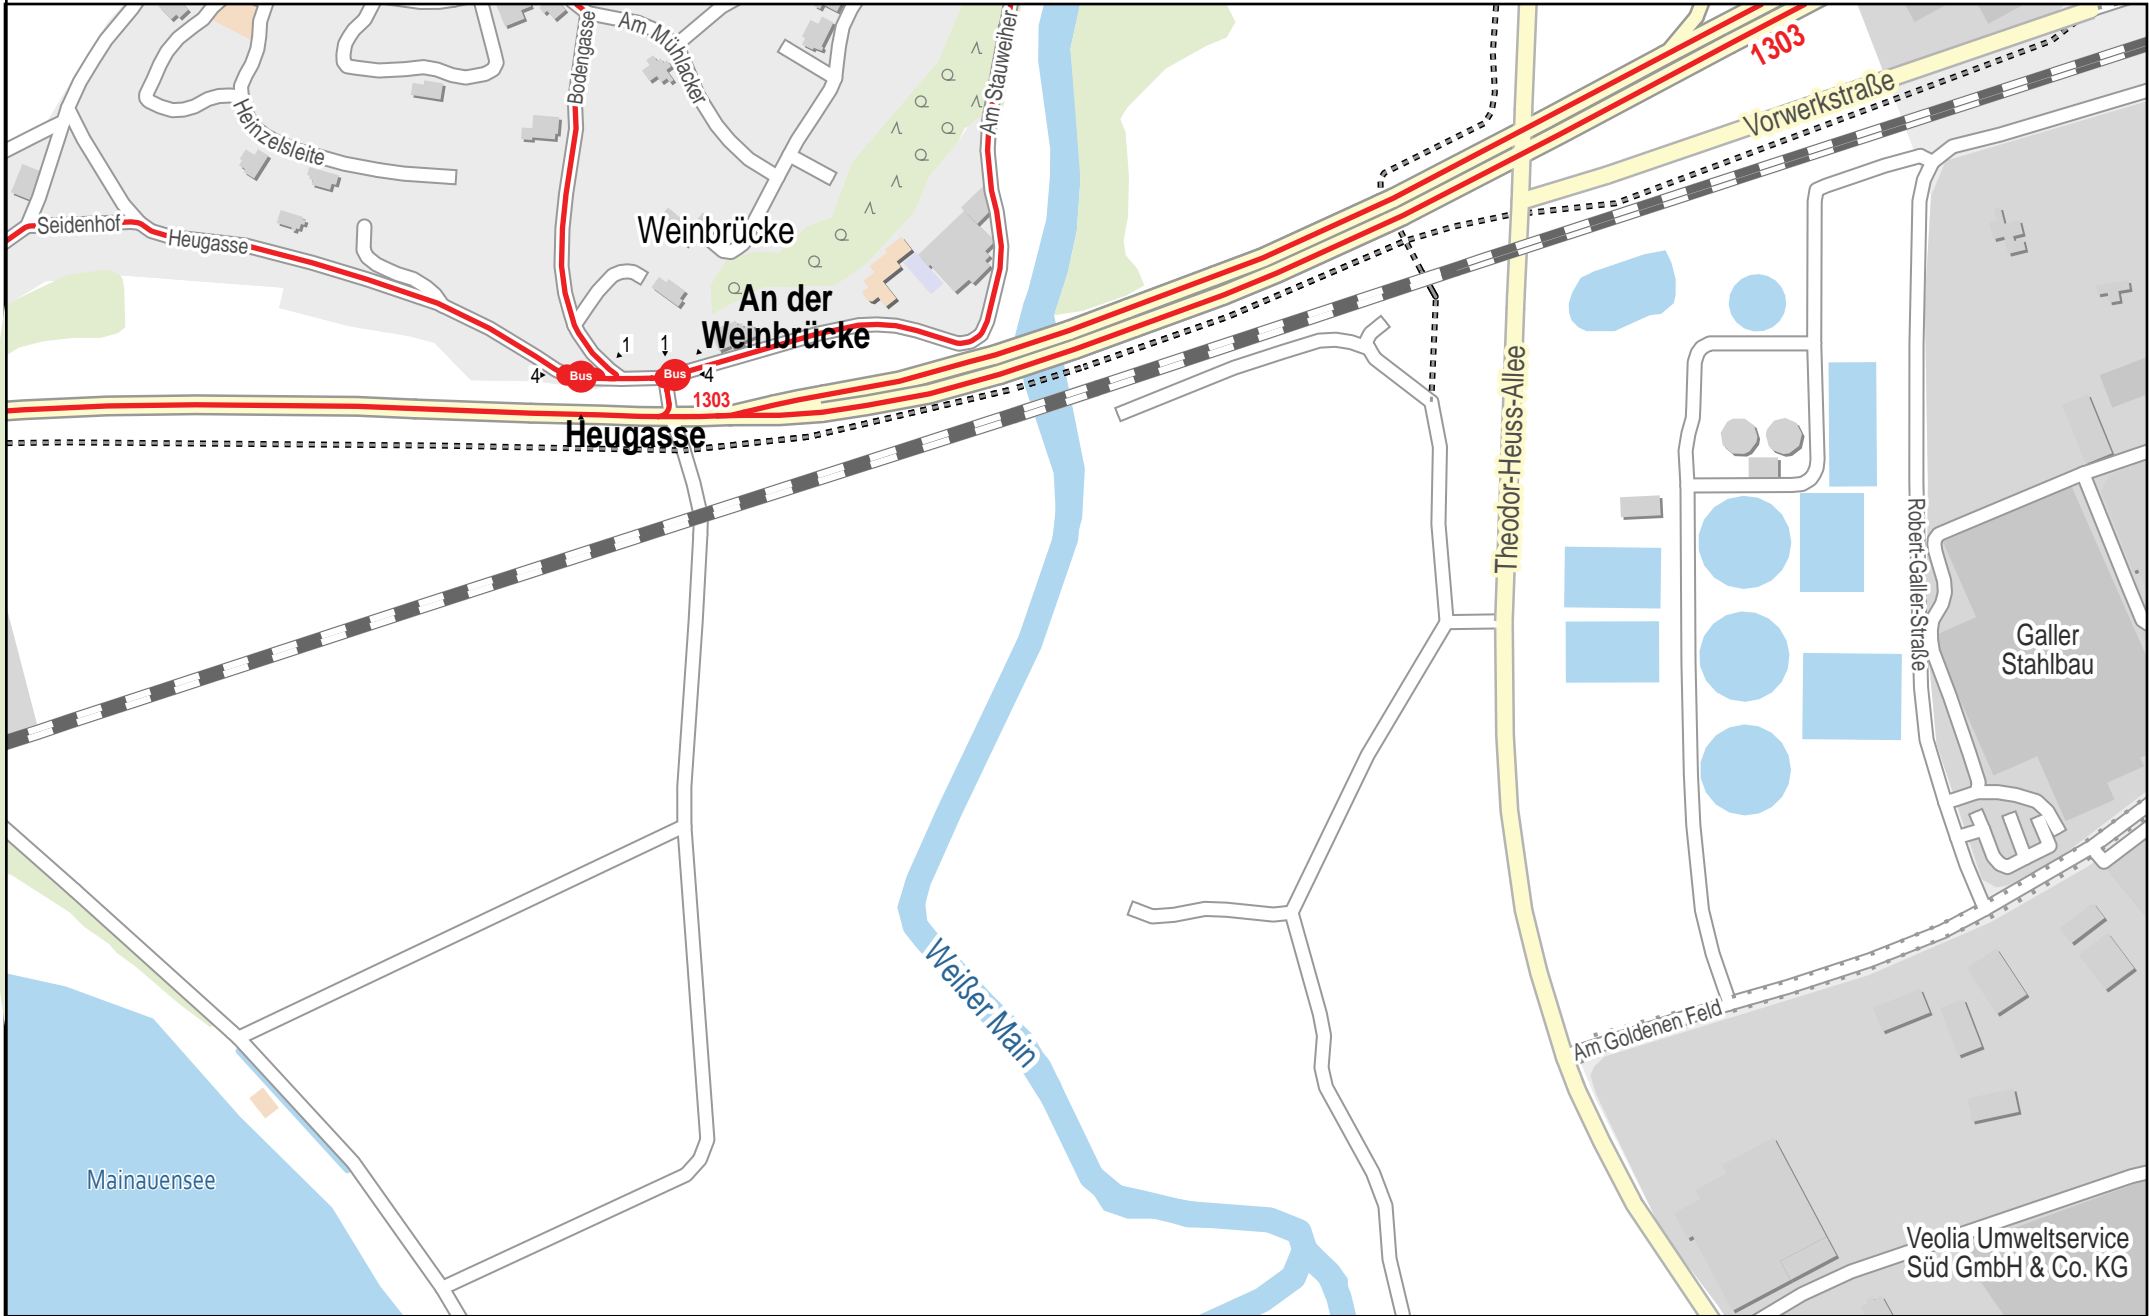 Bodengasse
Am Mühlacker
Am Stauweiher
1303
Vorwerkstraße
Heinzelsleite
Seidenhof
Heugasse
Weinbrücke
An der
Weinbrücke
1
1
4
Bus
Bus
4
1303
Heugasse
Theodor-Heuss-Allee
Robert-Galler-Straße
Galler
Stahlbau
Weißer Main
Am Goldenen Feld
Mainauensee
Veolia Umweltservice
Süd GmbH & Co. KG